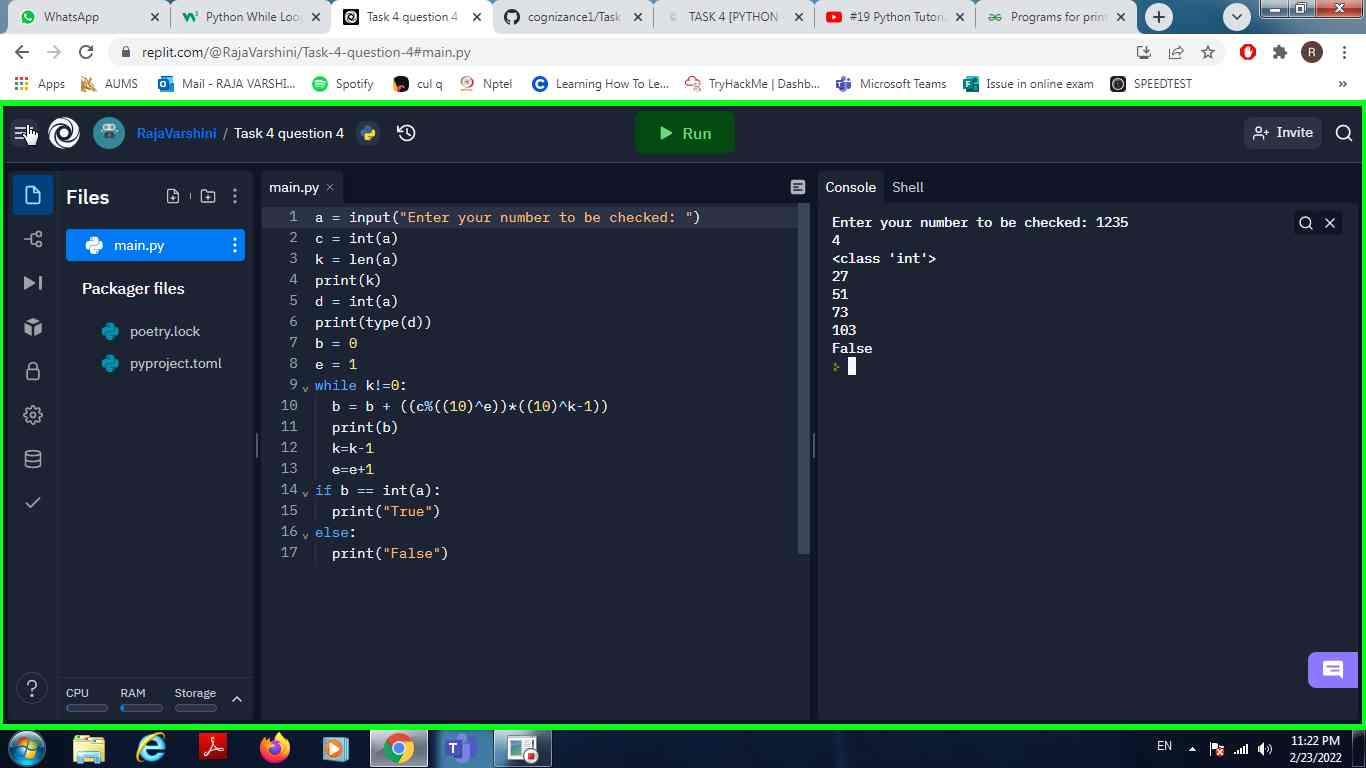 WhatsApp
Python While Loo
Task 4 question 4
cognizance1/Task
TASK 4 [PYTHON
#19 Python Tutori
Programs for print
replit.com/@RajaVarshini/Task-4-question-4#main.py
R
Apps
AUMS
Mail - RAJA VARSHI...
Spotify
cul q
Nptel
Learning How To Le...
TryHackMe | Dashb...
Microsoft Teams
Issue in online exam
SPEEDTEST
»
RajaVarshini / Task 4 question 4
Run
Invite
Files
main.py
Packager files
poetry.lock
pyproject.toml
CPU
RAM
Storage
main.py
1 a = input("Enter your number to be checked: ")
2 c = int(a)
3 k = len(a)
4 print(k)
5 d = int(a)
6 print(type(d))
7 b = 0
8 e = 1
9 while k!=0:
10 b = b + ((c%((10)^e))*((10)^k-1))
11 print(b)
12 k=k-1
13 e=e+1
14 if b == int(a):
15 print("True")
16 else:
17 print("False")
Console
Shell
Enter your number to be checked: 1235
4
<class 'int'>
27
51
73
103
False
EN
11:22 PM
2/23/2022